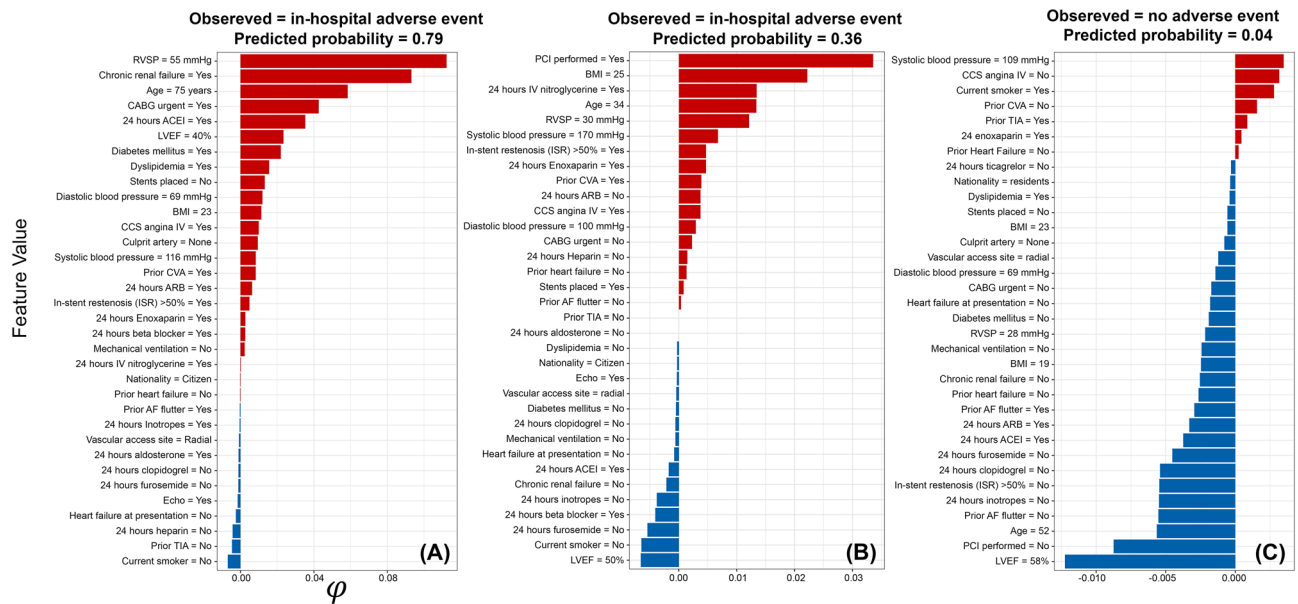 Feature Value
Obsereved = in-hospital adverse event
Predicted probability = 0.79
RVSP = 55 mmHg
Chronic renal failure = Yes
Age = 75 years
CABG urgent = Yes
24 hours ACEI = Yes
LVEF = 40%
Diabetes mellitus = Yes
Dyslipidemia = Yes
Stents placed = No
Diastolic blood pressure = 69 mmHg
BMI = 23
CCS angina IV = Yes
Culprit artery = None
Systolic blood pressure = 116 mmHg
Prior CVA = Yes
24 hours ARB = Yes
In-stent restenosis (ISR) >50% = Yes
24 hours Enoxaparin = Yes
24 hours beta blocker = Yes
Mechanical ventilation = No
24 hours IV nitroglycerine = Yes
Nationality = Citizen
Prior heart failure = No
Prior AF flutter = Yes
24 hours Inotropes = Yes
Vascular access site = Radial
24 hours aldosterone = Yes
24 hours clopidogrel = No
24 hours furosemide = No
Echo = Yes
Heart failure at presentation = No
24 hours heparin = No
Prior TIA = No
Current smoker = No
(A)
0.00 0.04 0.08
φ
Obsereved = in-hospital adverse event
Predicted probability = 0.36
PCI performed = Yes
BMI = 25
24 hours IV nitroglycerine = Yes
Age = 34
RVSP = 30 mmHg
Systolic blood pressure = 170 mmHg
In-stent restenosis (ISR) >50% = Yes
24 hours Enoxaparin = Yes
Prior CVA = Yes
24 hours ARB = No
CCS angina IV = Yes
Diastolic blood pressure = 100 mmHg
CABG urgent = No
24 hours Heparin = No
Prior heart failure = No
Stents placed = Yes
Prior AF flutter = No
Prior TIA = No
24 hours aldosterone = No
Dyslipidemia = No
Nationality = Citizen
Echo = Yes
Vascular access site = radial
Diabetes mellitus = No
24 hours clopidogrel = No
Mechanical ventilation = No
Heart failure at presentation = No
24 hours ACEI = Yes
Chronic renal failure = No
24 hours inotropes = No
24 hours beta blocker = Yes
24 hours furosemide = No
Current smoker = No
LVEF = 50%
(B)
0.00 0.01 0.02 0.03
Obsereved = no adverse event
Predicted probability = 0.04
Systolic blood pressure = 109 mmHg
CCS angina IV = No
Current smoker = Yes
Prior CVA = No
Prior TIA = Yes
24 enoxaparin = Yes
Prior Heart Failure = No
24 hours ticagrelor = No
Nationality = residents
Dyslipidemia = Yes
Stents placed = No
BMI = 23
Culprit artery = None
Vascular access site = radial
Diastolic blood pressure = 69 mmHg
CABG urgent = No
Heart failure at presentation = No
Diabetes mellitus = No
RVSP = 28 mmHg
Mechanical ventilation = No
BMI = 19
Chronic renal failure = No
Prior heart failure = No
Prior AF flutter = Yes
24 hours ARB = Yes
24 hours ACEI = Yes
24 hours furosemide = No
24 hours clopidogrel = No
In-stent restenosis (ISR) >50% = No
24 hours inotropes = No
Prior AF flutter = No
Age = 52
PCI performed = No
LVEF = 58%
(C)
-0.010 -0.005 0.000